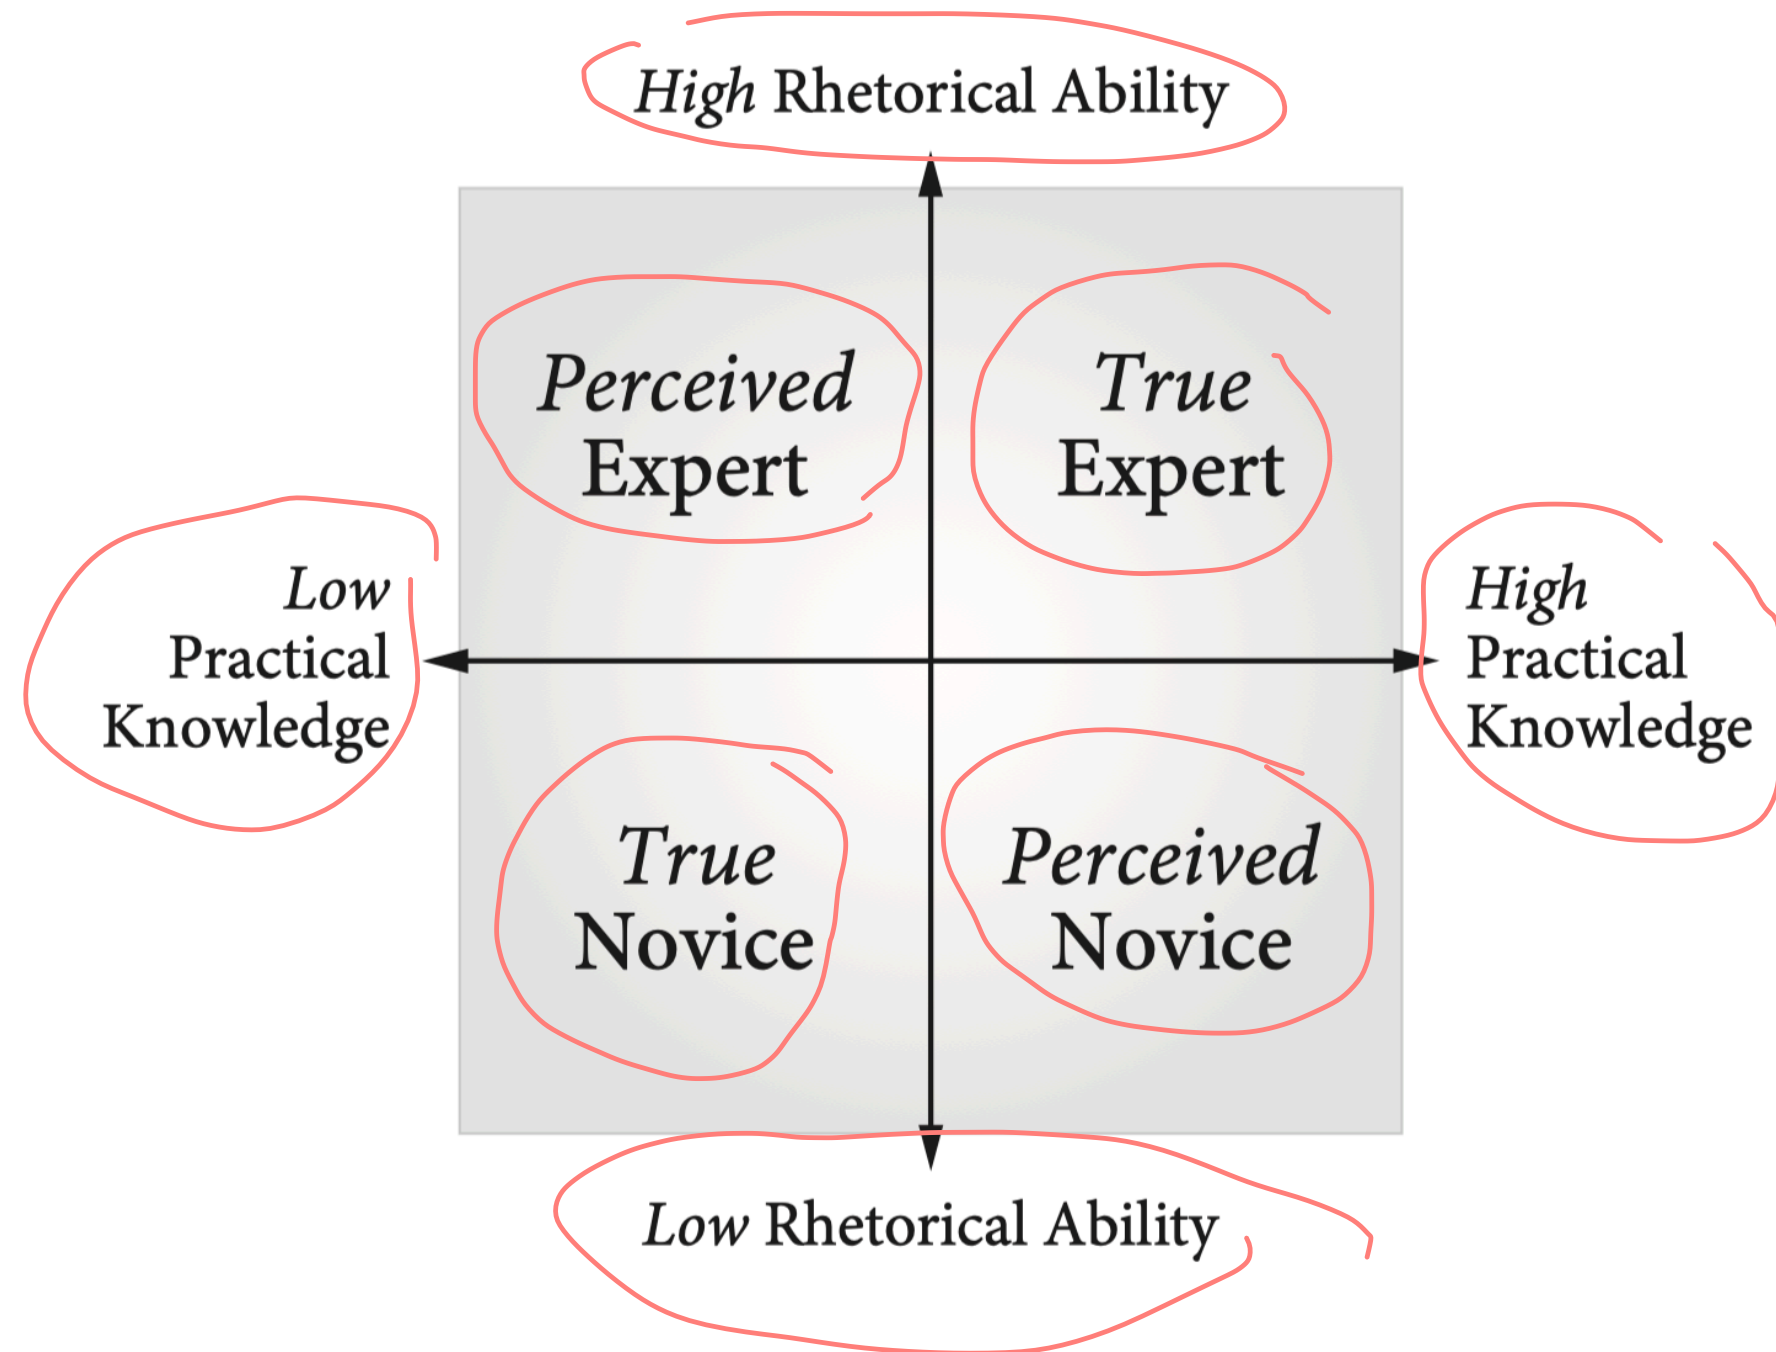 High Rhetorical Ability
Perceived
Expert
True
Expert
Low
Practical
Knowledge
High
Practical
Knowledge
True
Novice
Perceived
Novice
Low Rhetorical Ability